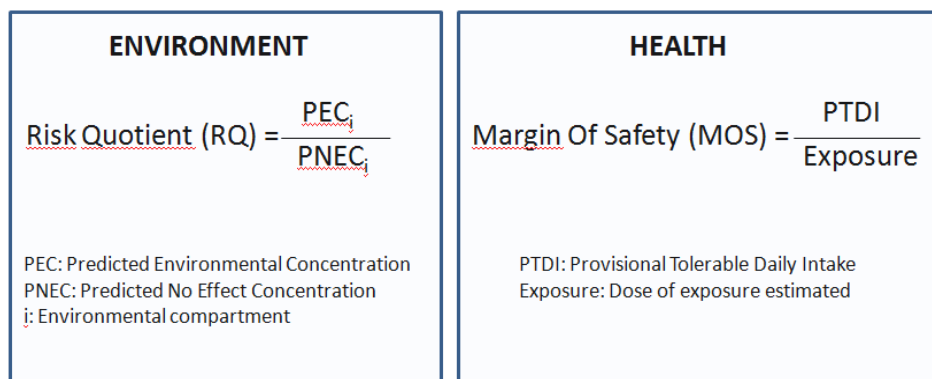 ENVIRONMENT
Risk Quotient (RQ) = PECi
PNECi
PEC: Predicted Environmental Concentration
PNEC: Predicted No Effect Concentration
i: Environmental compartment
HEALTH
Margin Of Safety (MOS) = PTDI
Exposure
PTDI: Provisional Tolerable Daily Intake
Exposure: Dose of exposure estimated